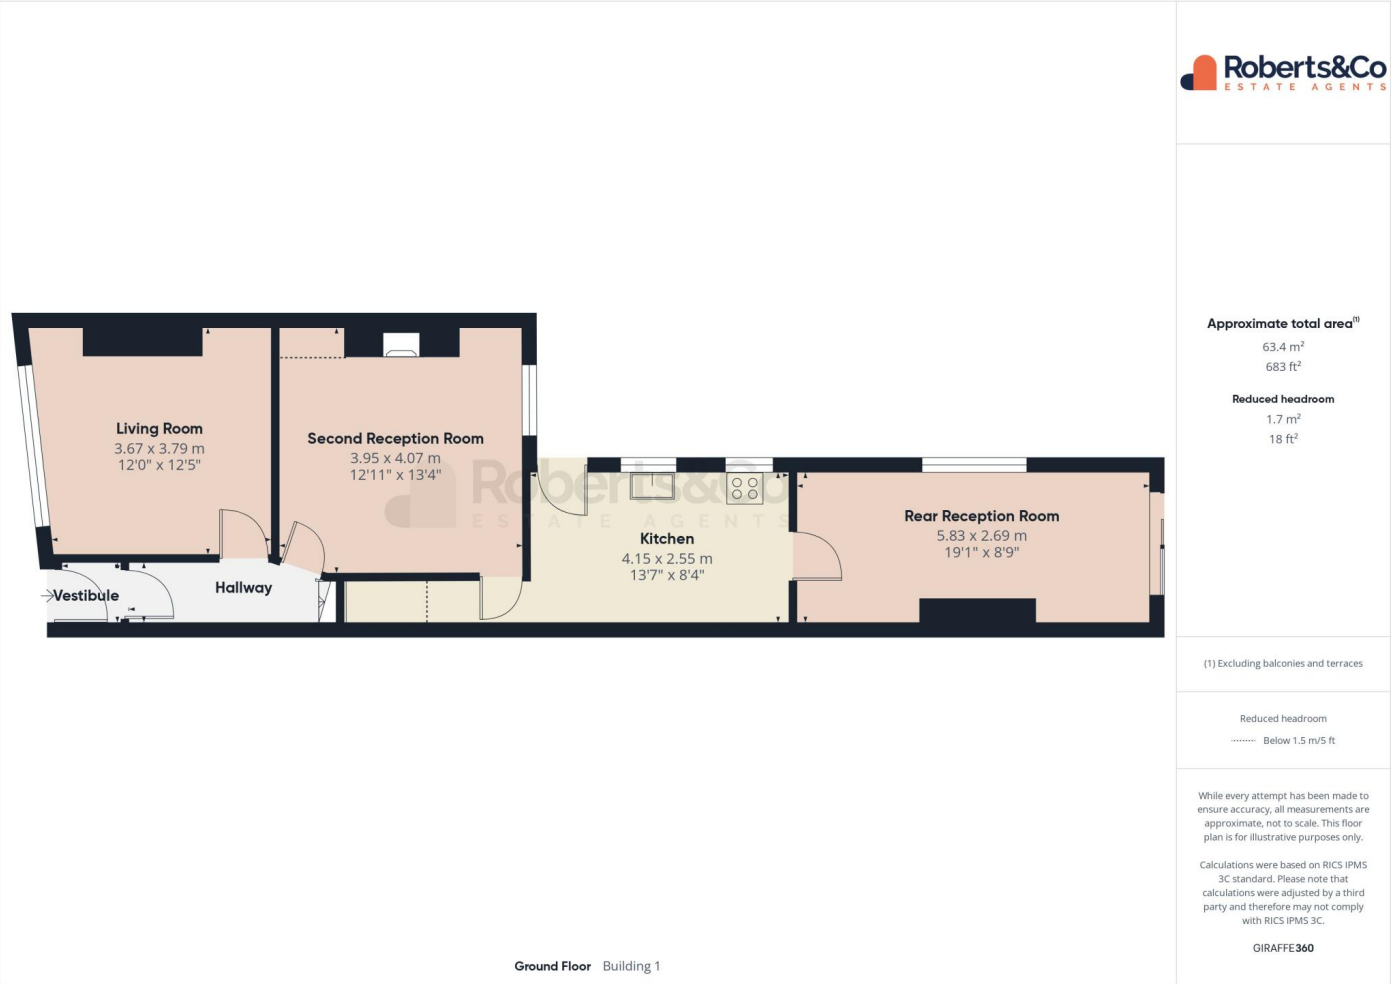 Roberts&Co
ESTATE AGENTS
Approximate total area(1)
63.4 m²
683 ft²
Reduced headroom
1.7 m²
18 ft²
Living Room
3.67 x 3.79 m
12'0" x 12'5"
Second Reception Room
3.95 x 4.07 m
12'11" x 13'4"
Roberts&Co
ESTATE AGENTS
Kitchen
4.15 x 2.55 m
13'7" x 8'4"
Rear Reception Room
5.83 x 2.69 m
19'1" x 8'9"
Hallway
Vestibule
(1) Excluding balconies and terraces
Reduced headroom
Below 1.5 m/5 ft
While every attempt has been made to
ensure accuracy, all measurements are
approximate, not to scale. This floor
plan is for illustrative purposes only.
Calculations were based on RICS IPMS
3C standard. Please note that
calculations were adjusted by a third
party and therefore may not comply
with RICS IPMS 3C.
GIRAFFE360
Ground Floor Building 1